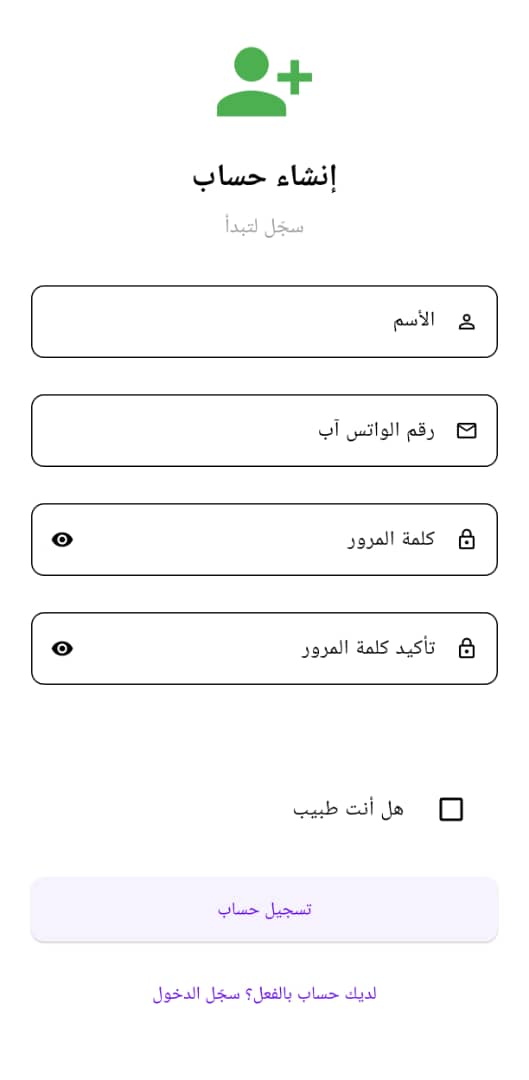 إنشاء حساب
سجّل لتبدأ
الأسم
رقم الواتس آب
كلمة المرور
تأكيد كلمة المرور
هل أنت طبيب
تسجيل حساب
لديك حساب بالفعل؟ سجّل الدخول